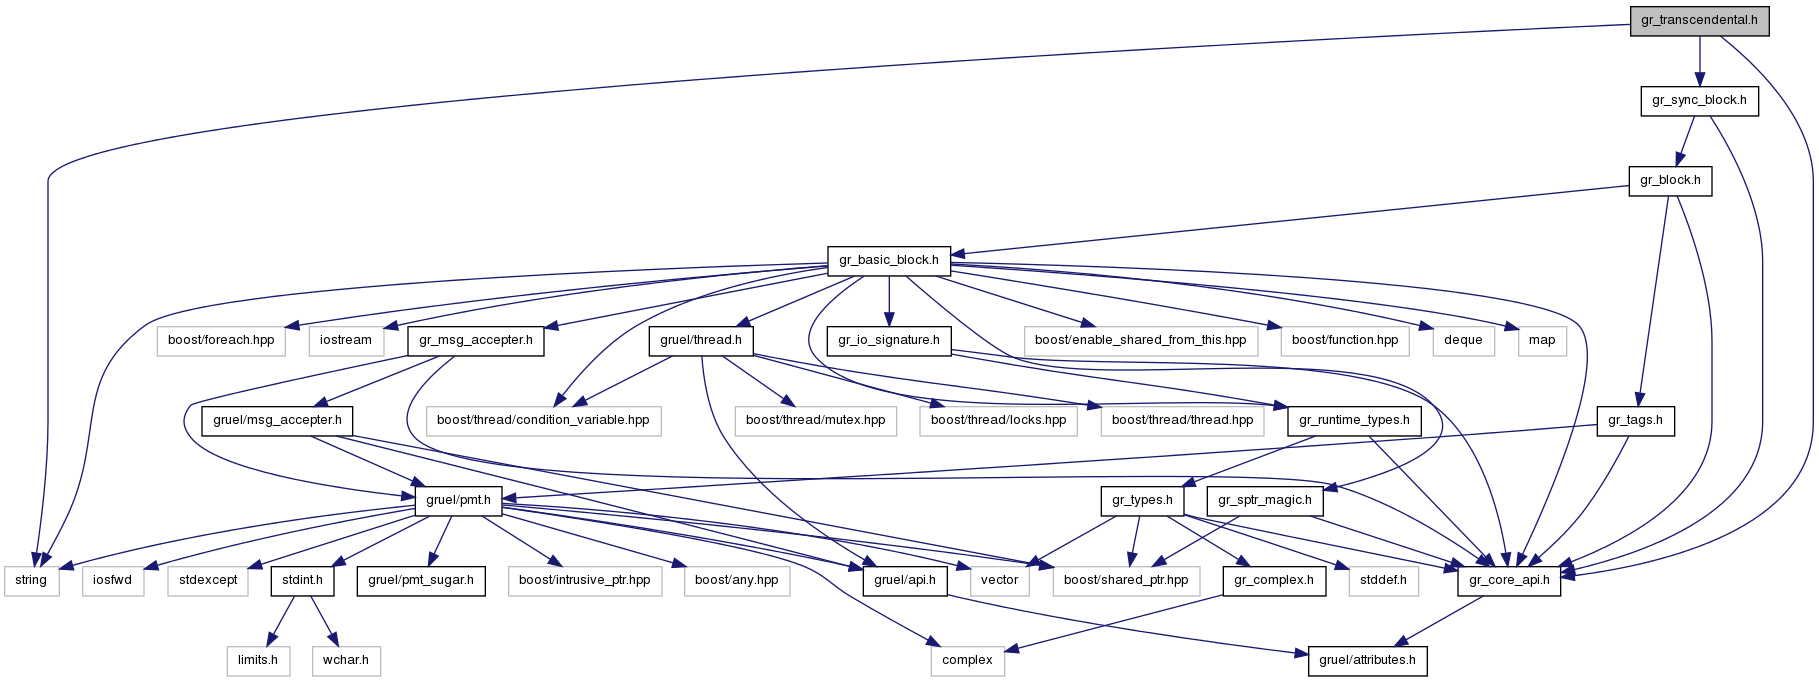 gr_transcendental.h
gr_sync_block.h
gr_block.h
gr_basic_block.h
boost/foreach.hpp
iostream
gr_msg_accepter.h
gruel/thread.h
gr_io_signature.h
boost/enable_shared_from_this.hpp
boost/function.hpp
deque
map
gruel/msg_accepter.h
boost/thread/condition_variable.hpp
boost/thread/mutex.hpp
boost/thread/locks.hpp
boost/thread/thread.hpp
gr_runtime_types.h
gr_tags.h
gruel/pmt.h
gr_types.h
gr_sptr_magic.h
string
iosfwd
stdexcept
stdint.h
gruel/pmt_sugar.h
boost/intrusive_ptr.hpp
boost/any.hpp
gruel/api.h
vector
boost/shared_ptr.hpp
gr_complex.h
stddef.h
gr_core_api.h
limits.h
wchar.h
complex
gruel/attributes.h